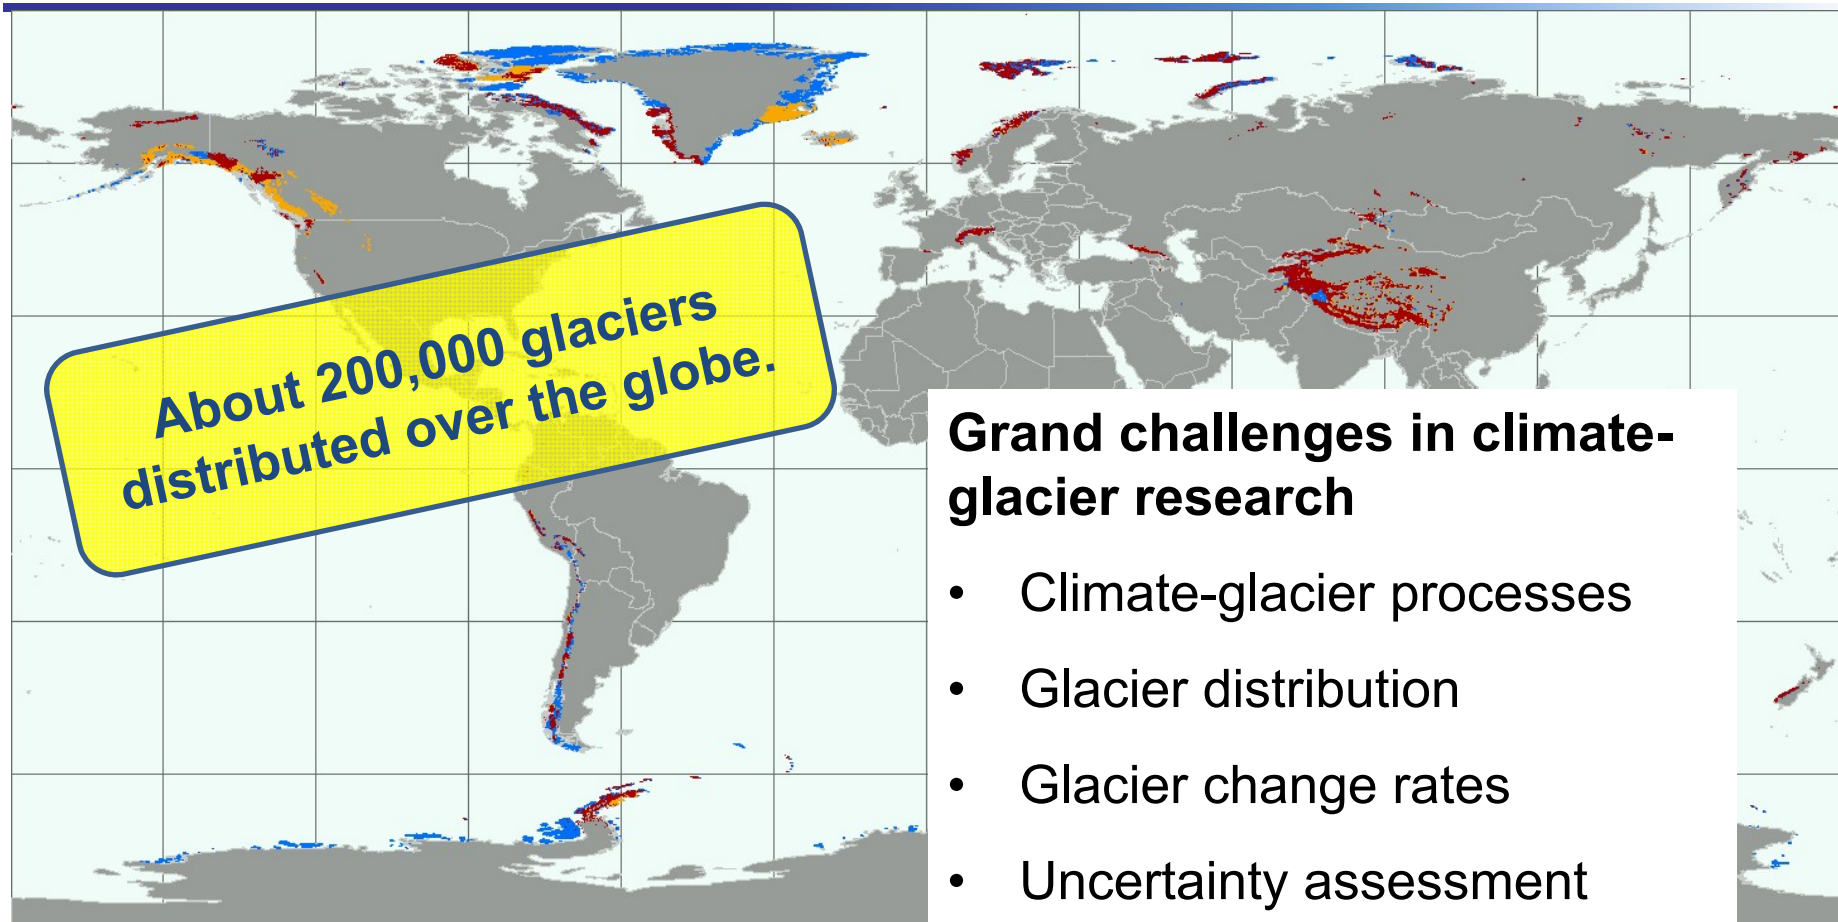 About 200,000 glaciers
distributed over the globe.
Grand challenges in climate-
glacier research
• Climate-glacier processes
• Glacier distribution
• Glacier change rates
• Uncertainty assessment